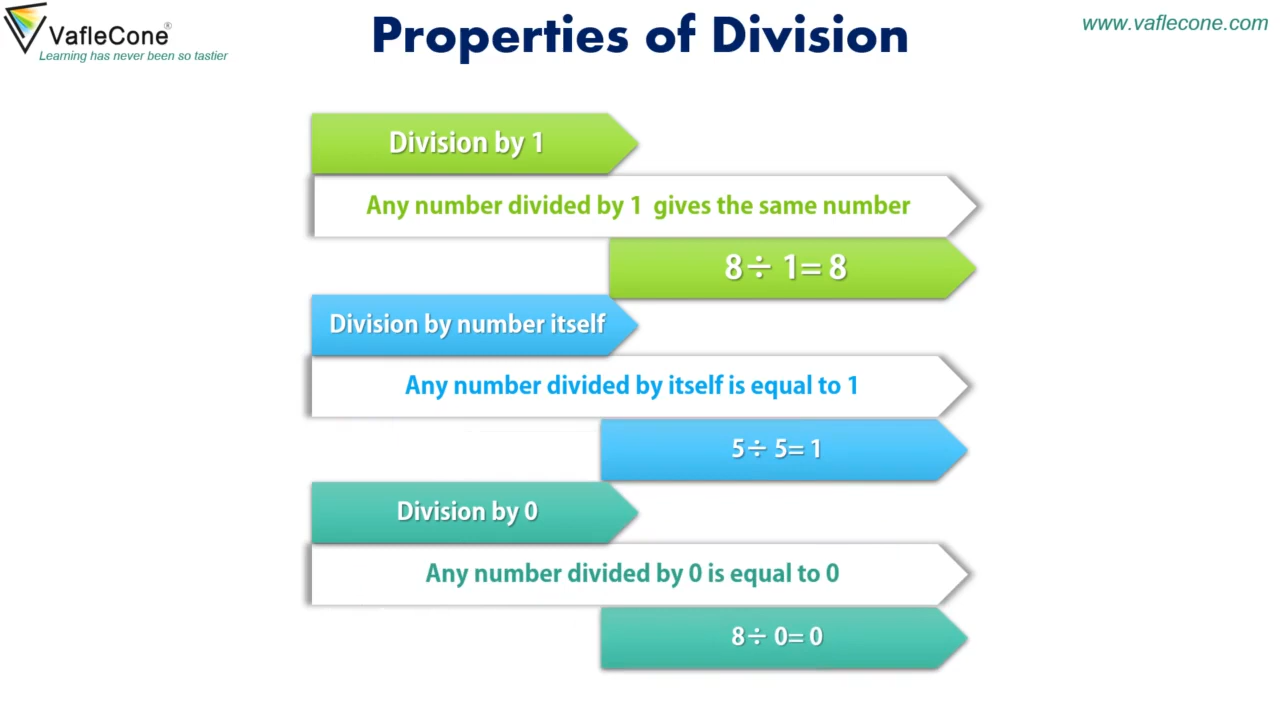 VafleCone®
Learning has never been so tastier
Properties of Division
www.vaflecone.com
Division by 1
Any number divided by 1 gives the same number
8÷ 1= 8
Division by number itself
Any number divided by itself is equal to 1
5÷ 5= 1
Division by 0
Any number divided by 0 is equal to 0
8÷ 0= 0